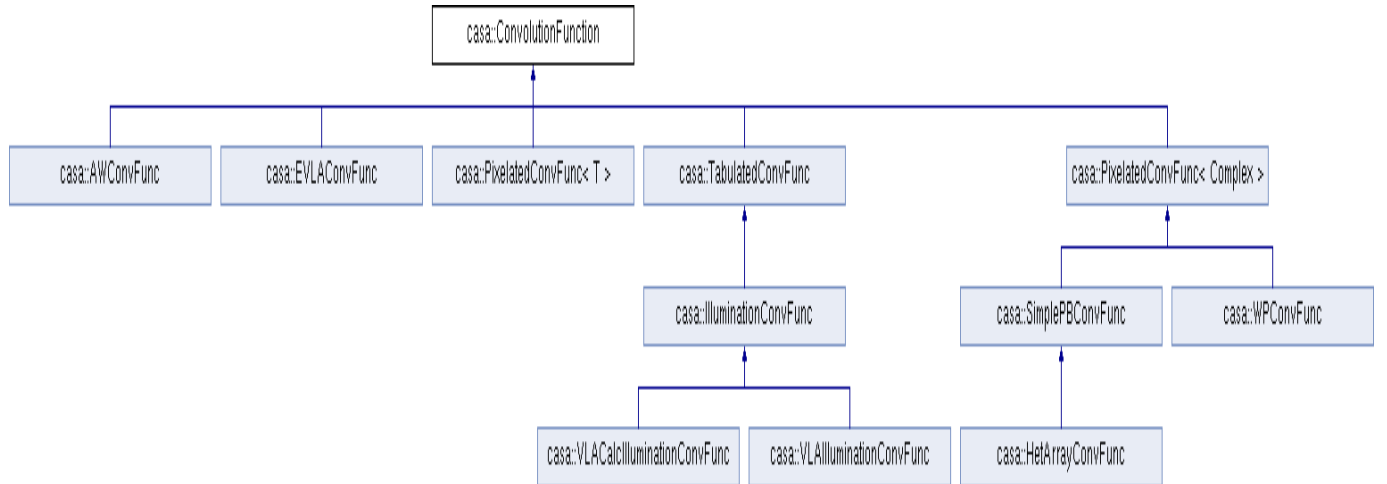 casa::ConvolutionFunction
casa::AWConvFunc
casa::EVLAConvFunc
casa::PixelatedConvFunc< T >
casa::TabulatedConvFunc
casa::PixelatedConvFunc< Complex >
casa::IlluminationConvFunc
casa::SimplePBConvFunc
casa::WPConvFunc
casa::VLACalcIlluminationConvFunc
casa::VLAIlluminationConvFunc
casa::HetArrayConvFunc